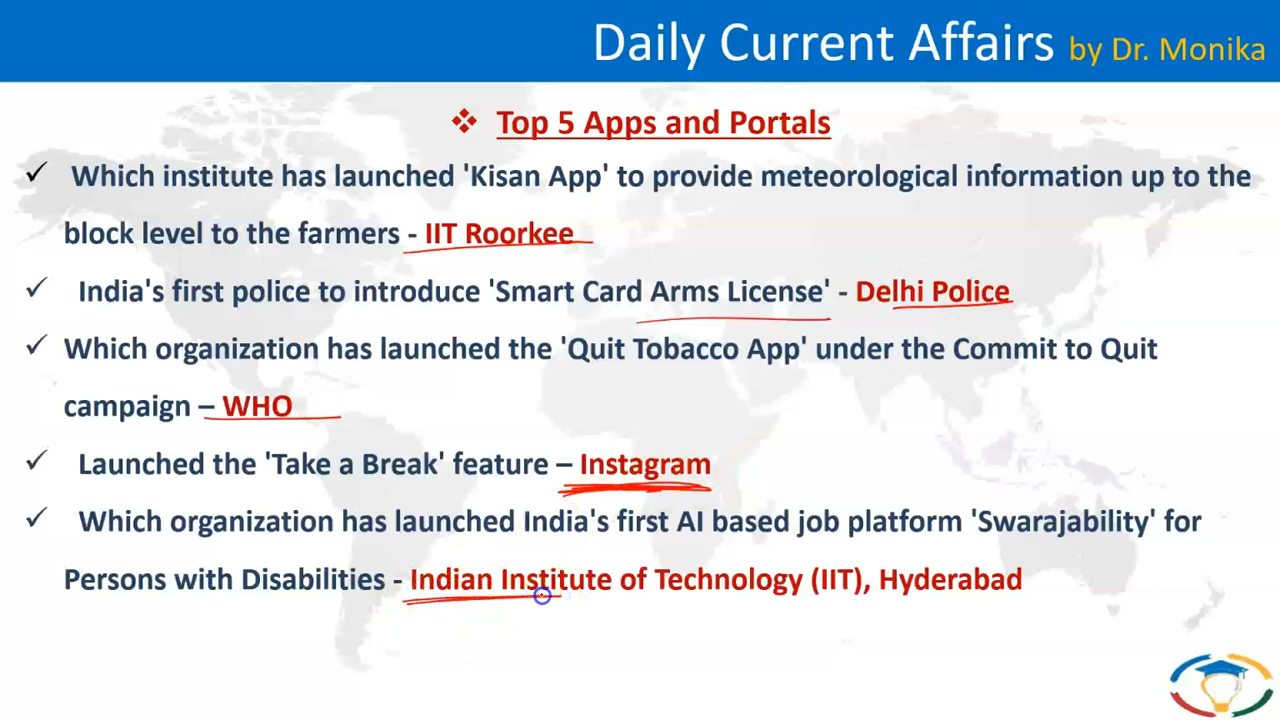 Daily Current Affairs by Dr. Monika
❖ Top 5 Apps and Portals
✓ Which institute has launched 'Kisan App' to provide meteorological information up to the
block level to the farmers - IIT Roorkee
✓ India's first police to introduce 'Smart Card Arms License' - Delhi Police
✓ Which organization has launched the 'Quit Tobacco App' under the Commit to Quit
campaign – WHO
✓ Launched the 'Take a Break' feature – Instagram
✓ Which organization has launched India's first AI based job platform 'Swarajability' for
Persons with Disabilities - Indian Institute of Technology (IIT), Hyderabad